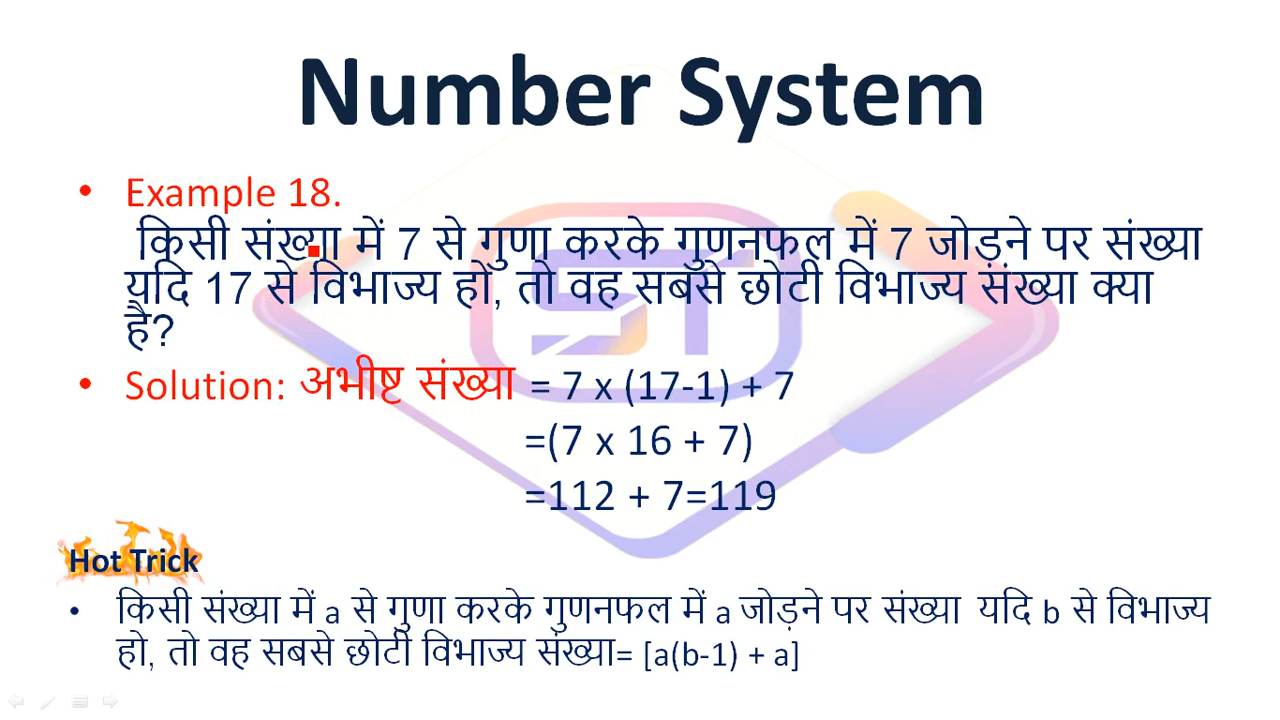 Number System
• Example 18.
किसी संख्या में 7 से गुणा करके गुणनफल में 7 जोड़ने पर संख्या
यदि 17 से विभाज्य हो, तो वह सबसे छोटी विभाज्य संख्या क्या
है?
• Solution: अभीष्ट संख्या = 7 x (17-1) + 7
=(7 x 16 + 7)
=112 + 7=119
Hot Trick
• किसी संख्या में a से गुणा करके गुणनफल में a जोड़ने पर संख्या यदि b से विभाज्य
हो, तो वह सबसे छोटी विभाज्य संख्या= [a(b-1) + a]